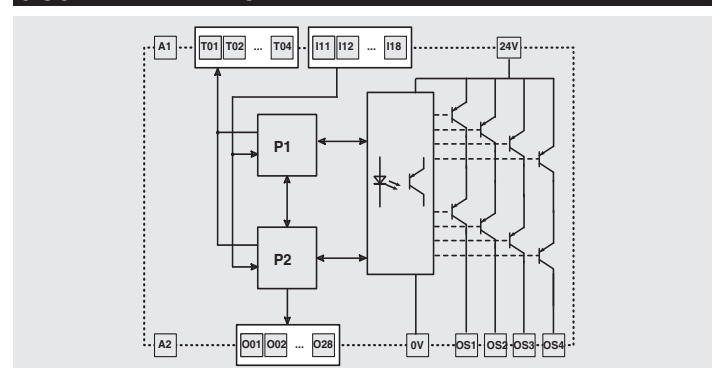 A1 T01 T02 ... T04 I11 I12 ... I18 24V
P1
P2
A2 O01 O02 ... O28 0V OS1 OS2 OS3 OS4